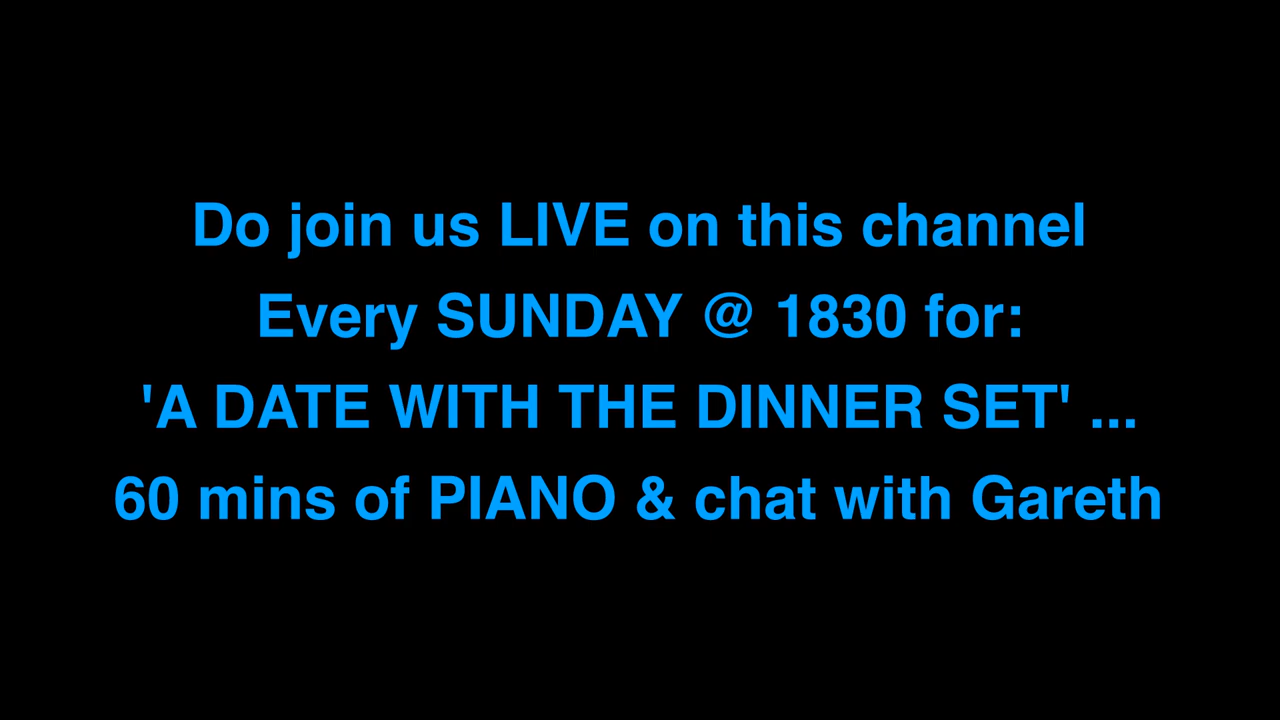 Do join us LIVE on this channel
Every SUNDAY @ 1830 for:
'A DATE WITH THE DINNER SET' ...
60 mins of PIANO & chat with Gareth